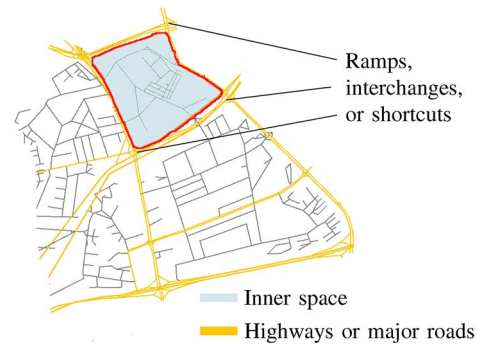 Ramps,
interchanges,
or shortcuts
Inner space
Highways or major roads